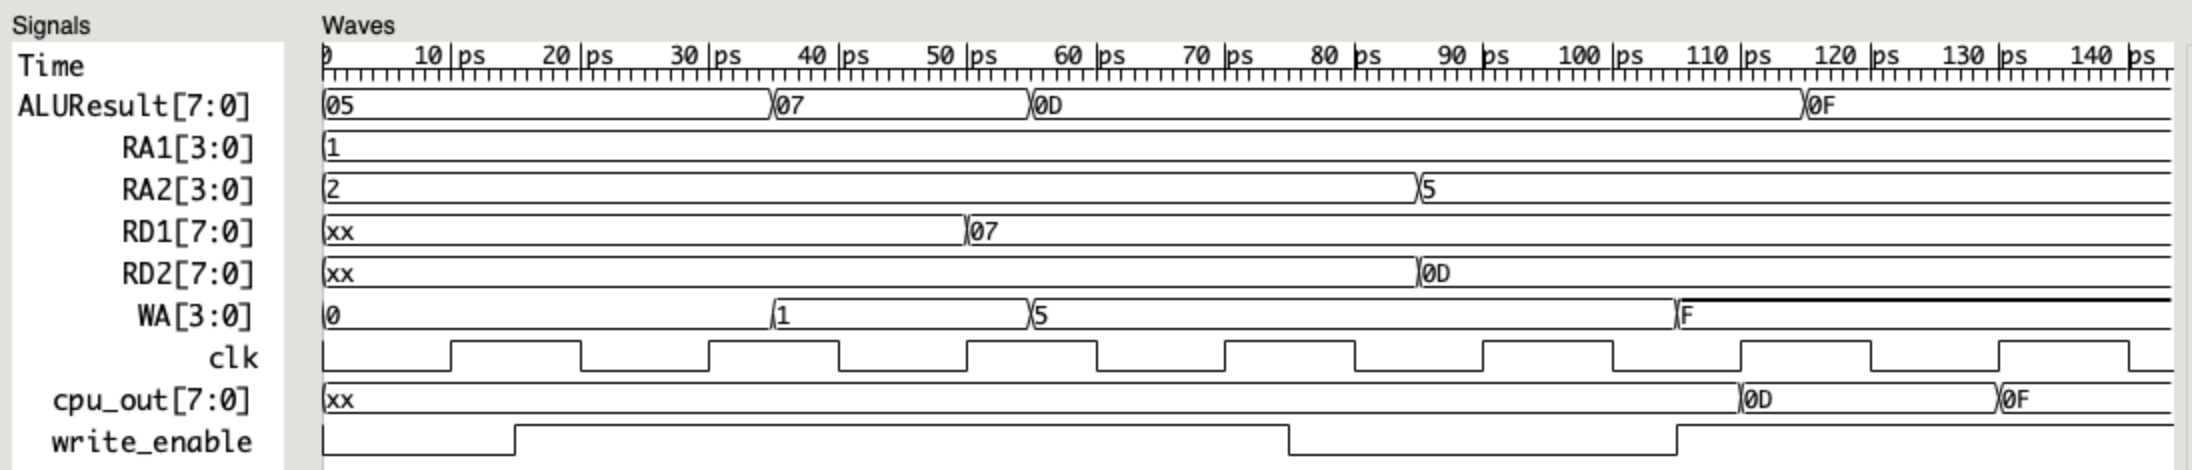 Signals Waves
Time 0 10 ps 20 ps 30 ps 40 ps 50 ps 60 ps 70 ps 80 ps 90 ps 100 ps 110 ps 120 ps 130 ps 140 ps
ALUResult[7:0] 05 07 0D 0F
RA1[3:0] 1
RA2[3:0] 2 5
RD1[7:0] xx 07
RD2[7:0] xx 0D
WA[3:0] 0 1 5 F
clk
cpu_out[7:0] xx 0D 0F
write_enable